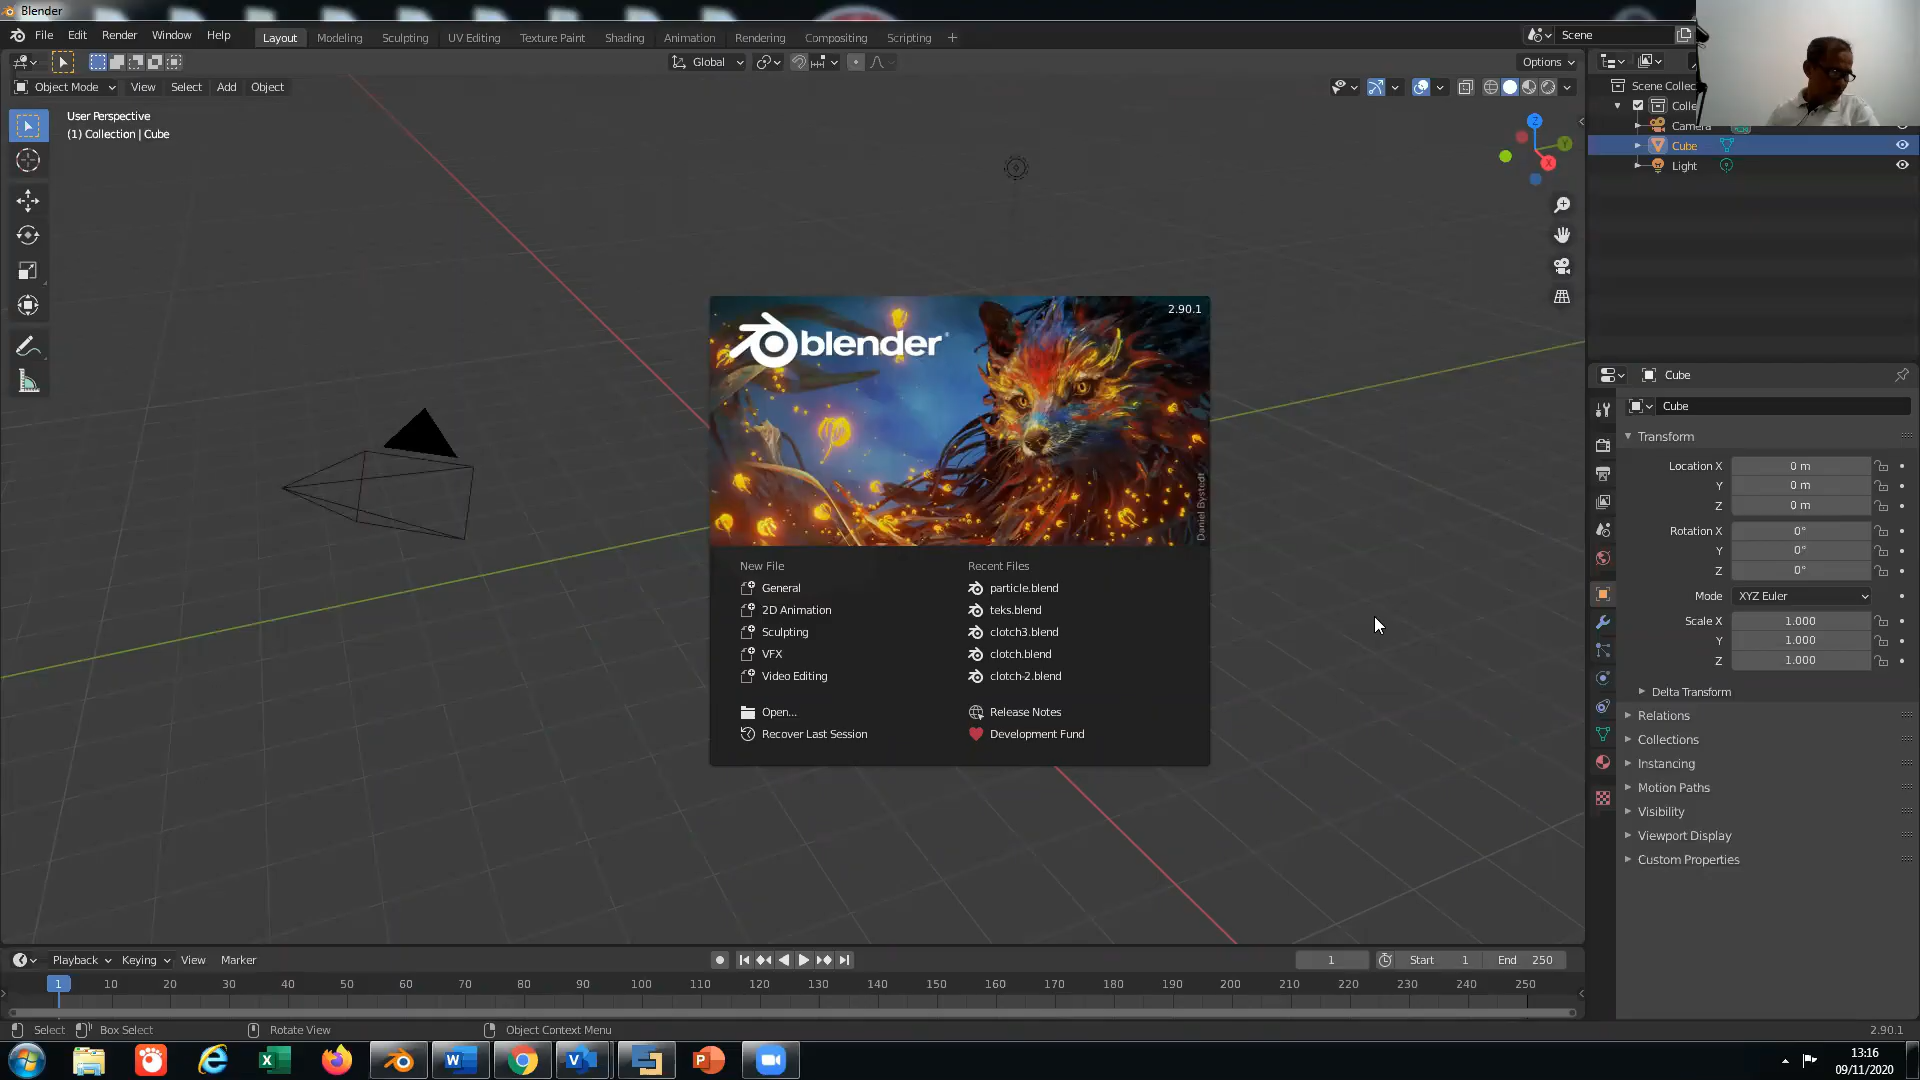 Blender
File Edit Render Window Help Layout Modeling Sculpting UV Editing Texture Paint Shading Animation Rendering Compositing Scripting + Scene
Global Options
Object Mode View Select Add Object
User Perspective
(1) Collection | Cube
Z
Y
X
Scene Collec
Colle
Camera
Cube
Light
2.90.1
blender
Daniel Bystedt
New File
General
2D Animation
Sculpting
VFX
Video Editing
Open...
Recover Last Session
Recent Files
particle.blend
teks.blend
clotch3.blend
clotch.blend
clotch-2.blend
Release Notes
Development Fund
Cube
Cube
Transform
Location X 0 m
Y 0 m
Z 0 m
Rotation X 0°
Y 0°
Z 0°
Mode XYZ Euler
Scale X 1.000
Y 1.000
Z 1.000
Delta Transform
Relations
Collections
Instancing
Motion Paths
Visibility
Viewport Display
Custom Properties
Playback Keying View Marker 1 Start 1 End 250
1 10 20 30 40 50 60 70 80 90 100 110 120 130 140 150 160 170 180 190 200 210 220 230 240 250
Select Box Select Rotate View Object Context Menu 2.90.1
13:16
09/11/2020